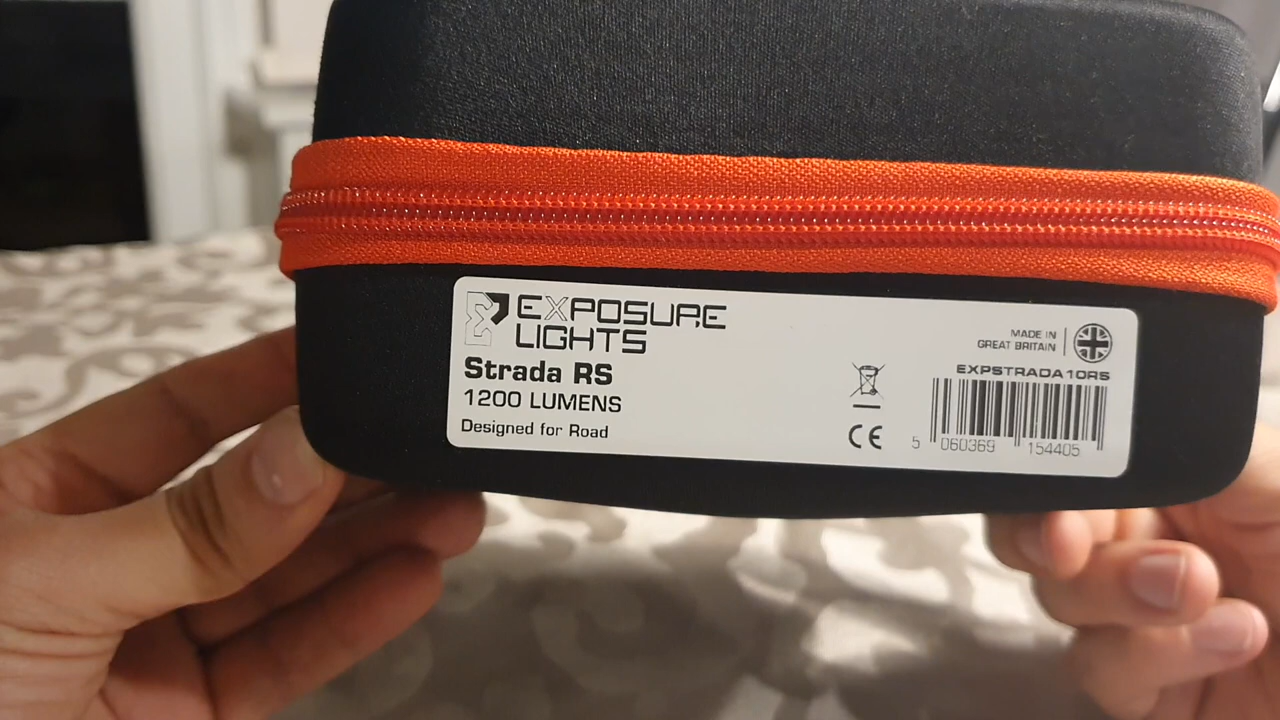 EXPOSURE
LIGHTS
Strada RS
1200 LUMENS
Designed for Road
MADE IN
GREAT BRITAIN
EXPSTRADA10RS
CE
5 060369 154405